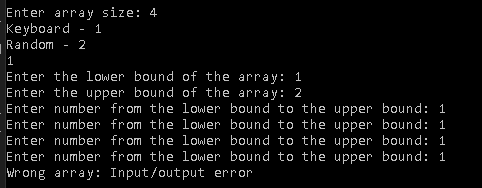 Enter array size: 4
Keyboard - 1
Random - 2
1
Enter the lower bound of the array: 1
Enter the upper bound of the array: 2
Enter number from the lower bound to the upper bound: 1
Enter number from the lower bound to the upper bound: 1
Enter number from the lower bound to the upper bound: 1
Enter number from the lower bound to the upper bound: 1
Wrong array: Input/output error